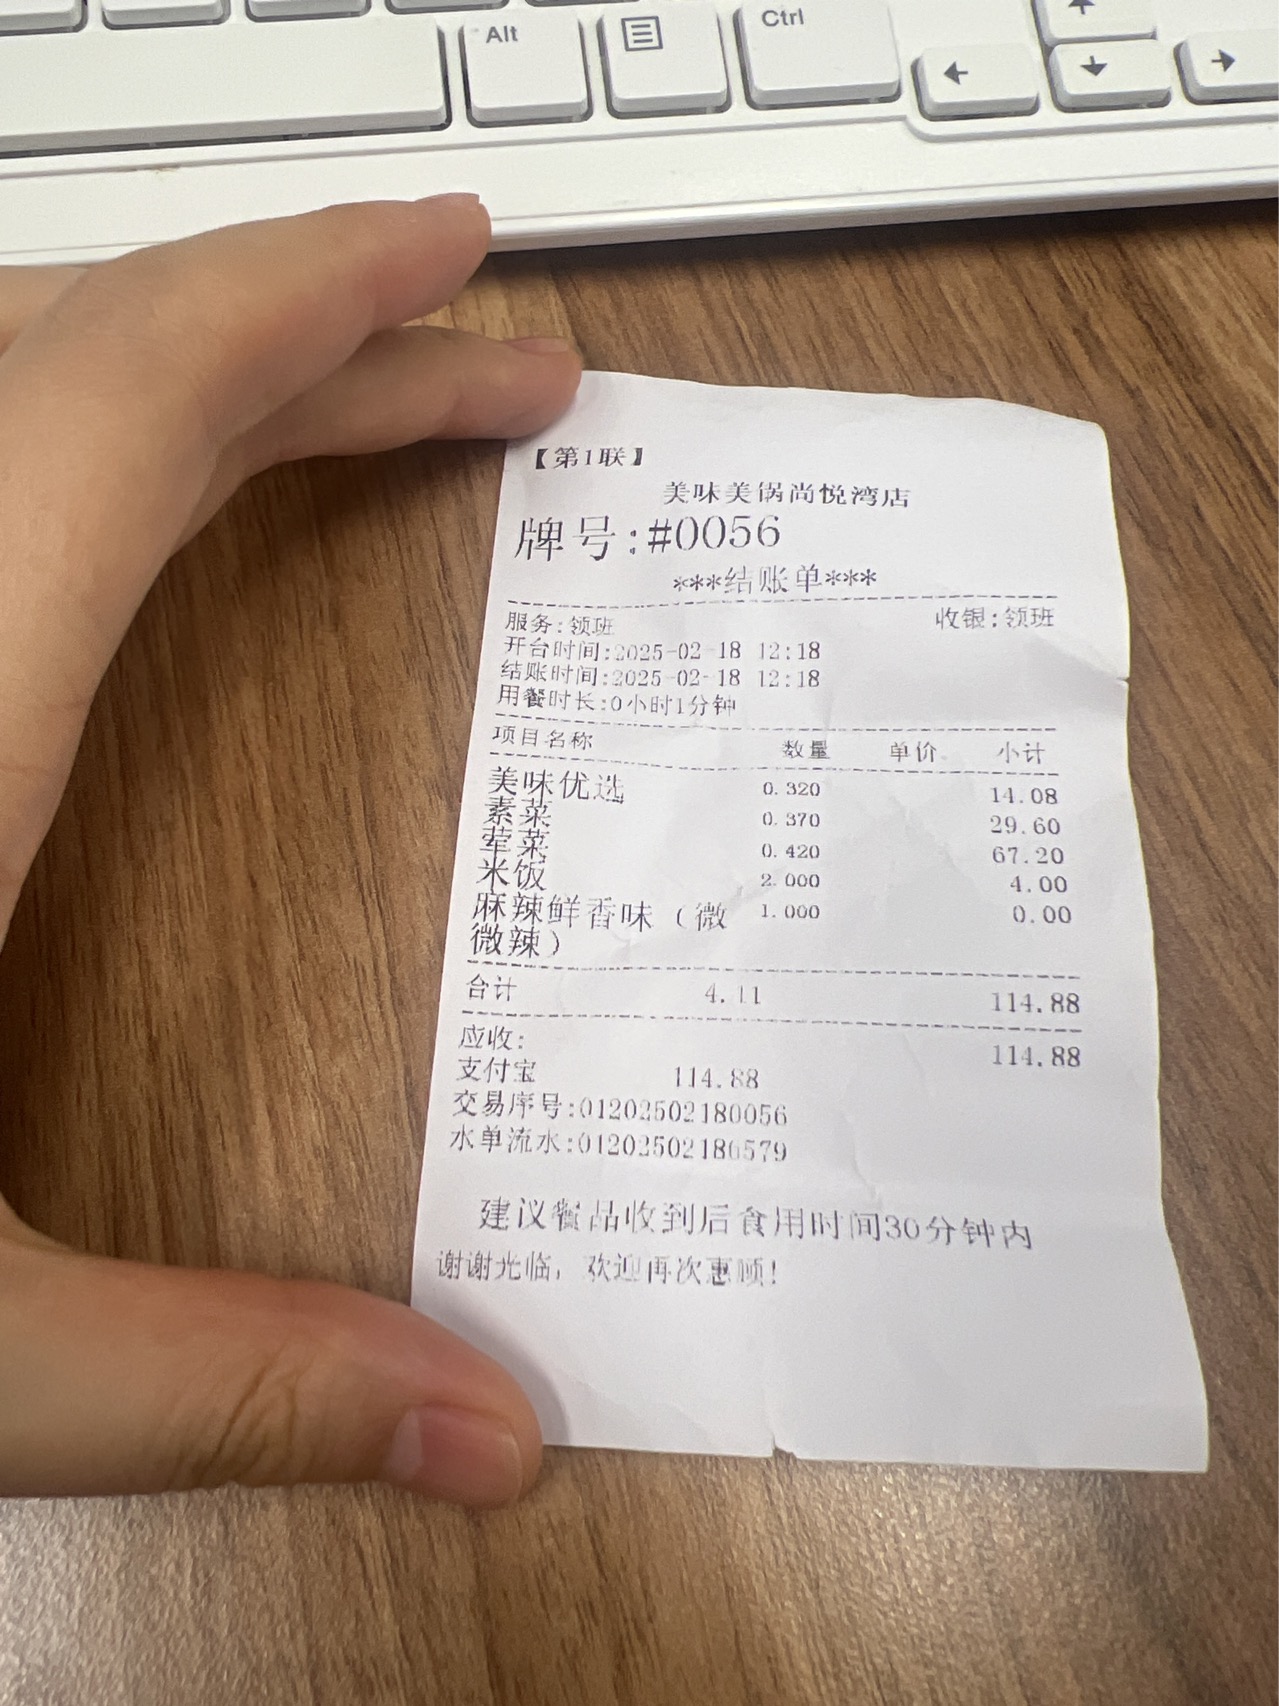 Alt
Ctrl
【第1联】
美味美锅尚悦湾店
牌号:#0056
***结账单***
服务:领班 收银:领班
开台时间:2025-02-18 12:18
结账时间:2025-02-18 12:18
用餐时长:0小时1分钟
项目名称 数量 单价 小计
美味优选 0.320 14.08
素菜 0.370 29.60
荤菜 0.420 67.20
米饭 2.000 4.00
麻辣鲜香味（微 1.000 0.00
微辣）
合计 4.11 114.88
应收: 114.88
支付宝 114.88
交易序号:01202502180056
水单流水:01202502186579
建议餐品收到后食用时间30分钟内
谢谢光临，欢迎再次惠顾!